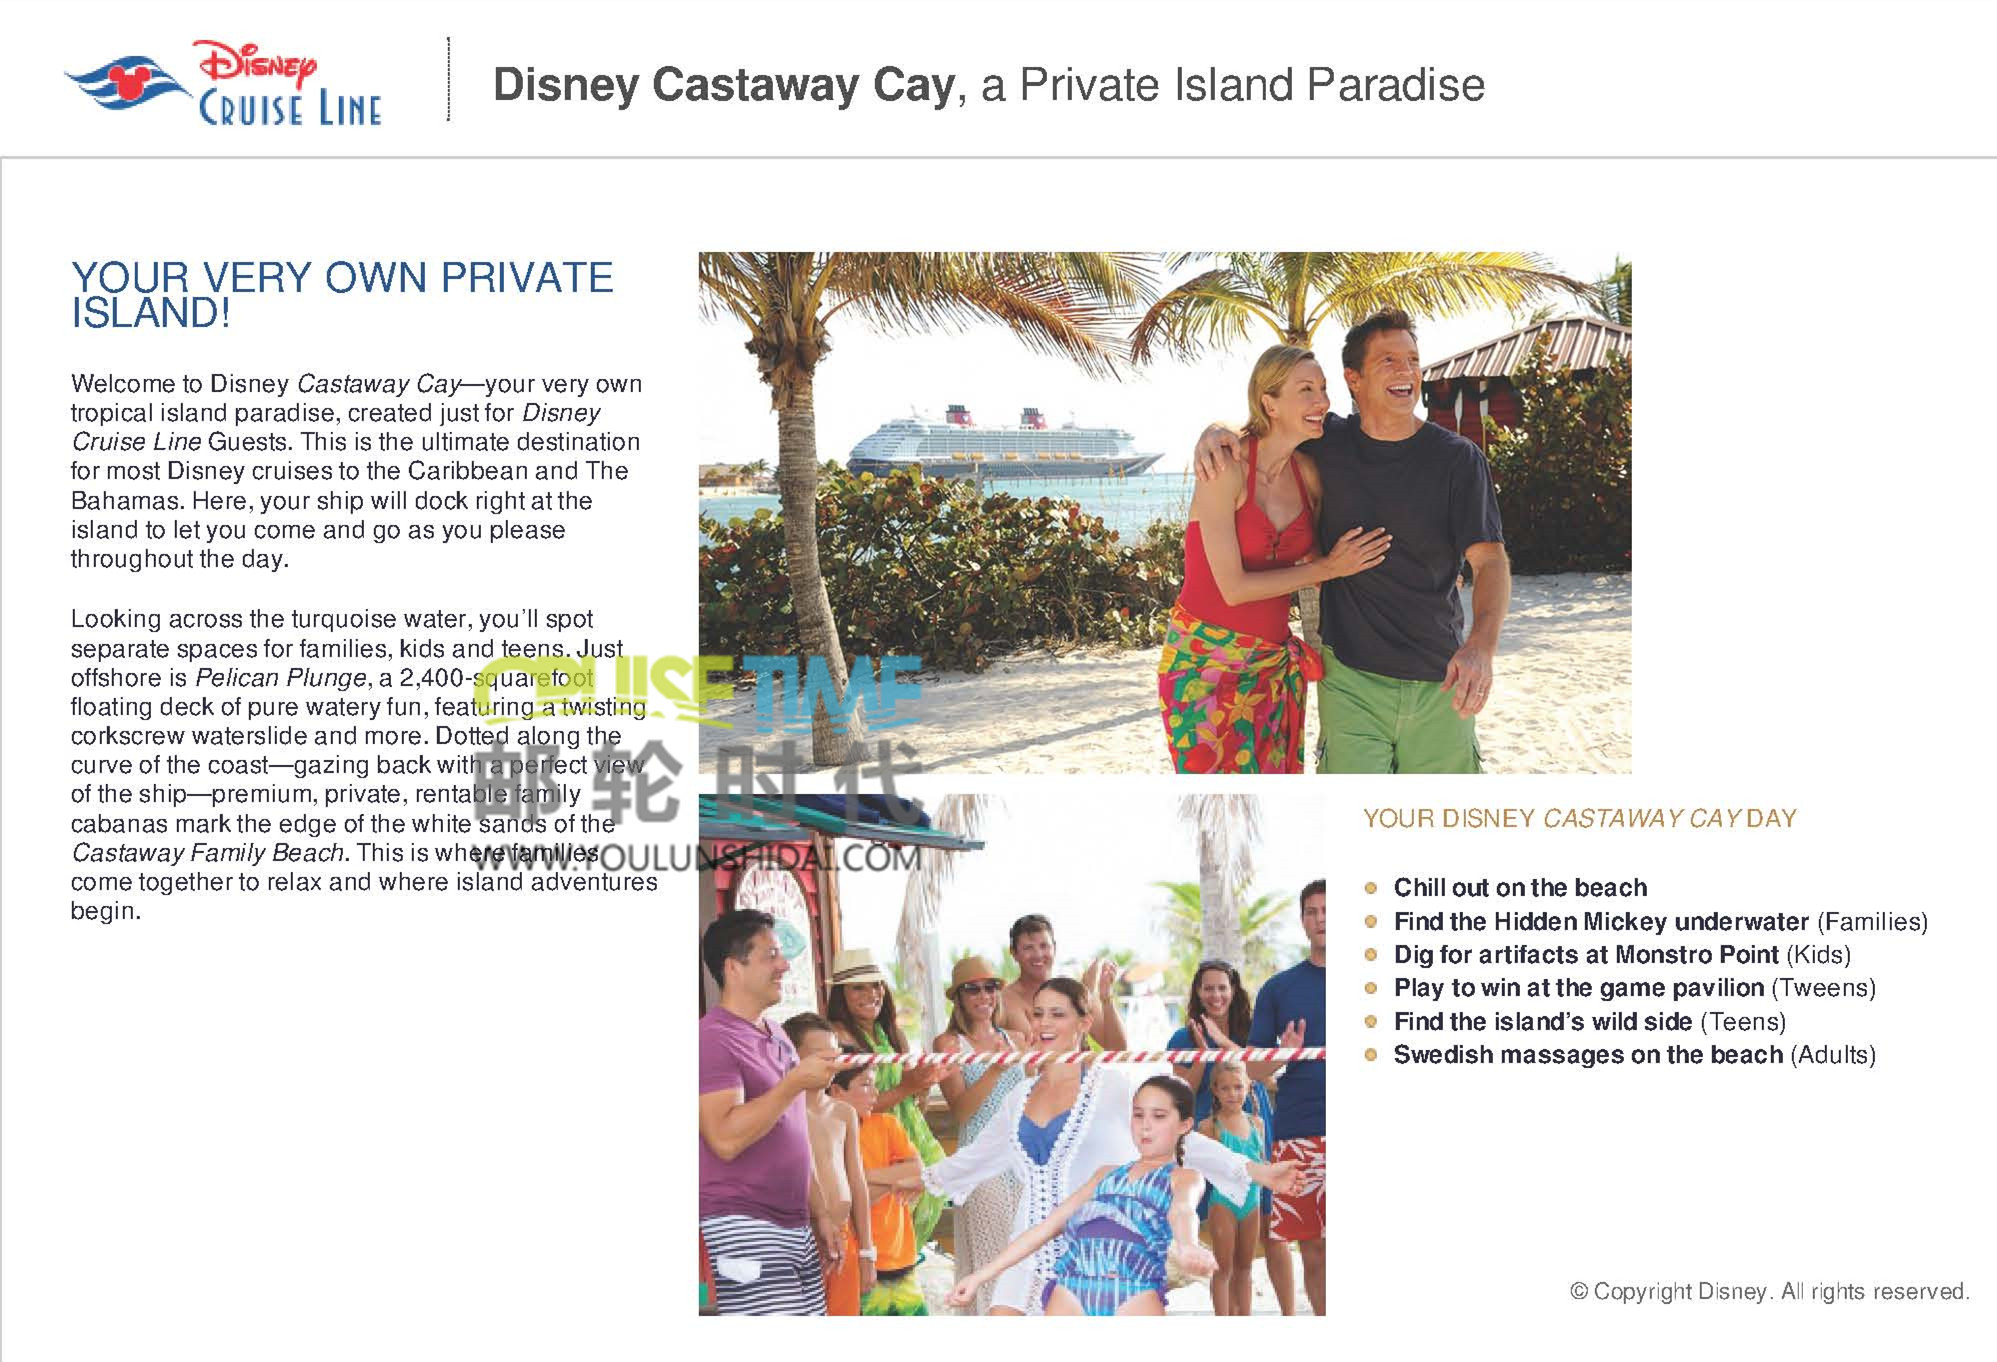 Disney
CRUISE LINE
Disney Castaway Cay, a Private Island Paradise
YOUR VERY OWN PRIVATE
ISLAND!
Welcome to Disney Castaway Cay—your very own
tropical island paradise, created just for Disney
Cruise Line Guests. This is the ultimate destination
for most Disney cruises to the Caribbean and The
Bahamas. Here, your ship will dock right at the
island to let you come and go as you please
throughout the day.
Looking across the turquoise water, you’ll spot
separate spaces for families, kids and teens. Just
offshore is Pelican Plunge, a 2,400-squarefoot
floating deck of pure watery fun, featuring a twisting
corkscrew waterslide and more. Dotted along the
curve of the coast—gazing back with a perfect view
of the ship—premium, private, rentable family
cabanas mark the edge of the white sands of the
Castaway Family Beach. This is where families
come together to relax and where island adventures
begin.
CRUISE TIME
邮轮时代
WWW.YOULUNSHIDAI.COM
YOUR DISNEY CASTAWAY CAY DAY
Chill out on the beach
Find the Hidden Mickey underwater (Families)
Dig for artifacts at Monstro Point (Kids)
Play to win at the game pavilion (Tweens)
Find the island’s wild side (Teens)
Swedish massages on the beach (Adults)
© Copyright Disney. All rights reserved.